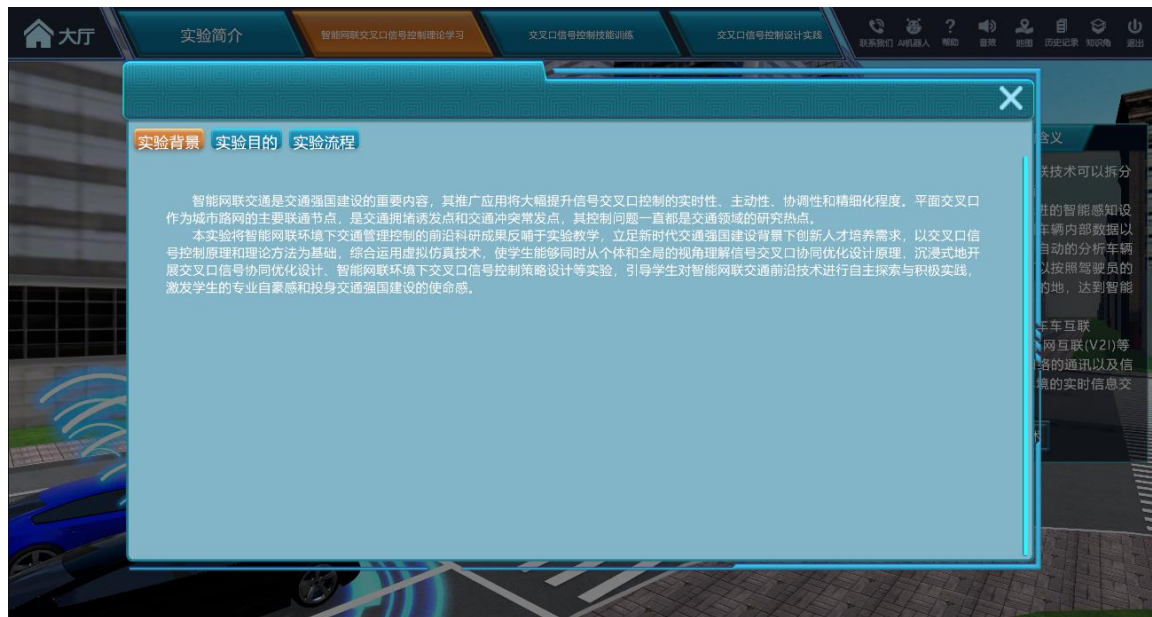 大厅
实验简介
智能网联交叉口信号控制理论学习
交叉口信号控制技能训练
交叉口信号控制设计实践
联系我们
AI机器人
帮助
音效
地图
历史记录
知识角
退出
实验背景
实验目的
实验流程
智能网联交通是交通强国建设的重要内容，其推广应用将大幅提升信号交叉口控制的实时性、主动性、协调性和精细化程度。平面交叉口
作为城市路网的主要联通节点，是交通拥堵诱发点和交通冲突常发点，其控制问题一直都是交通领域的研究热点。
本实验将智能网联环境下交通管理控制的前沿科研成果反哺于实验教学，立足新时代交通强国建设背景下创新人才培养需求，以交叉口信
号控制原理和理论方法为基础，综合运用虚拟仿真技术，使学生能够同时从个体和全局的视角理解信号交叉口协同优化设计原理，沉浸式地开
展交叉口信号协同优化设计、智能网联环境下交叉口信号控制策略设计等实验，引导学生对智能网联交通前沿技术进行自主探索与积极实践，
激发学生的专业自豪感和投身交通强国建设的使命感。
含义
联技术可以拆分
进的智能感知设
车辆内部数据以
自动的分析车辆
以按照驾驶员的
的地，达到智能
车车互联
网互联(V2I)等
络的通讯以及信
境的实时信息交